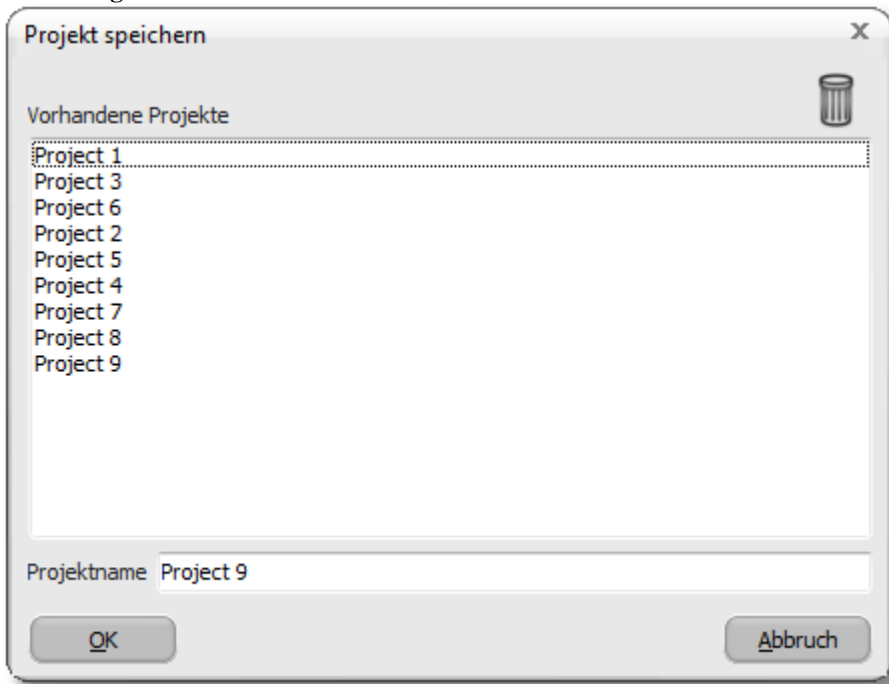 Projekt speichern
x
Vorhandene Projekte
Project 1
Project 3
Project 6
Project 2
Project 5
Project 4
Project 7
Project 8
Project 9
Projektname Project 9
OK Abbruch